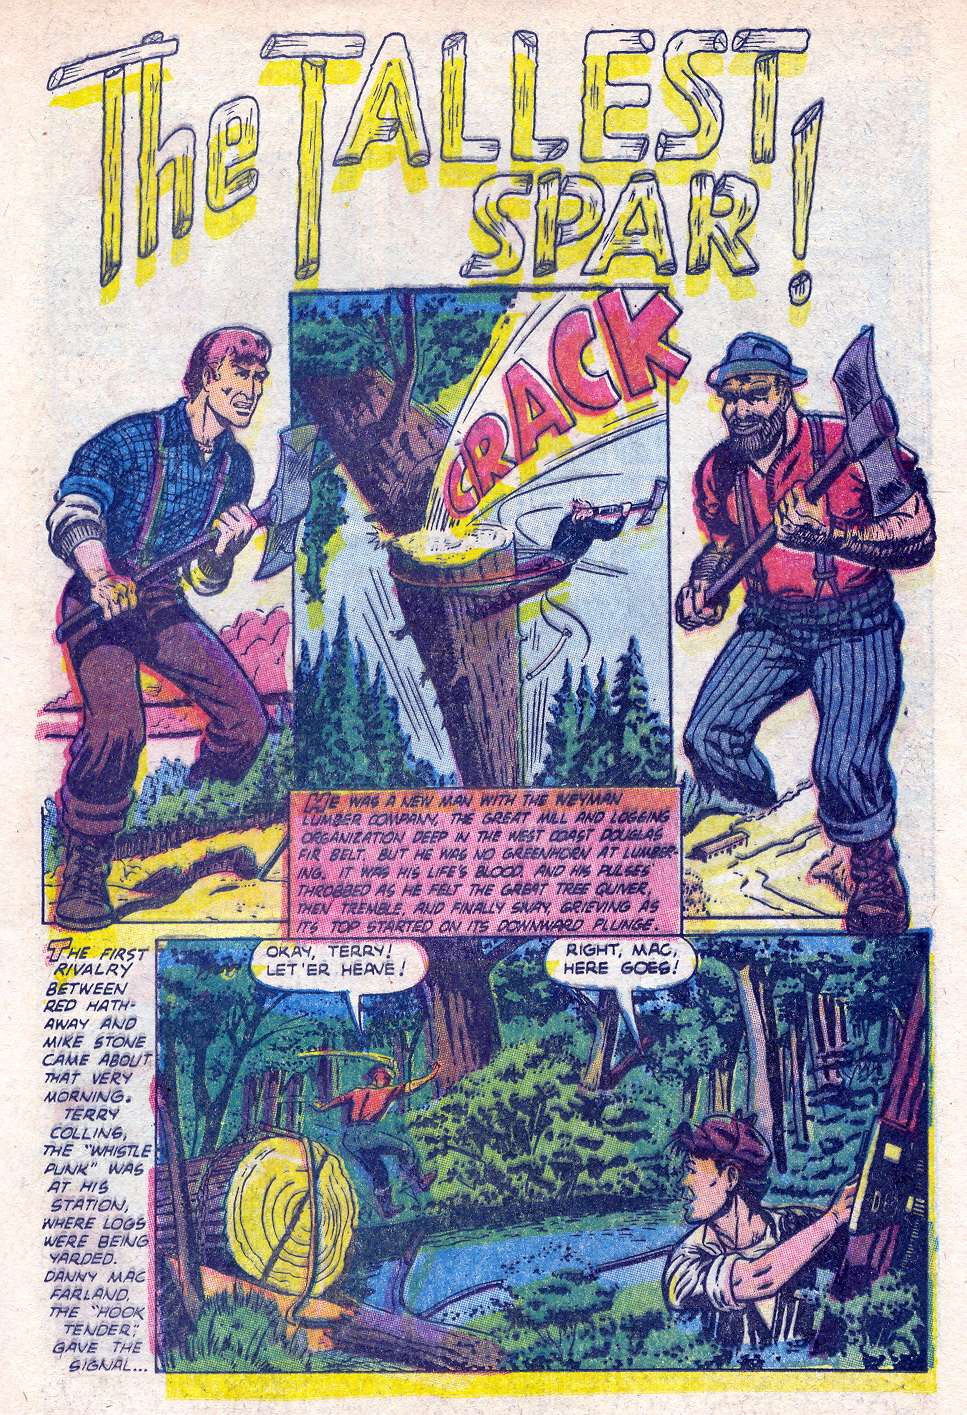 The TALLEST
SPAR!
CRACK
HE WAS A NEW MAN WITH THE WEYMAN
LUMBER COMPANY, THE GREAT MILL AND LOGGING
ORGANIZATION DEEP IN THE WEST COAST DOUGLAS
FIR BELT. BUT HE WAS NO GREENHORN AT LUMBER-
ING. IT WAS HIS LIFE'S BLOOD, AND HIS PULSES
THROBBED AS HE FELT THE GREAT TREE QUIVER,
THEN TREMBLE, AND FINALLY SWAY, GRIEVING AS
ITS TOP STARTED ON ITS DOWNWARD PLUNGE.
THE FIRST
RIVALRY
BETWEEN
RED HATH-
AWAY AND
MIKE STONE
CAME ABOUT
THAT VERY
MORNING.
TERRY
COLLING,
THE "WHISTLE
PUNK" WAS
AT HIS
STATION,
WHERE LOGS
WERE BEING
YARDED.
DANNY MAC
FARLAND,
THE "HOOK
TENDER,"
GAVE THE
SIGNAL...
OKAY, TERRY!
LET'ER HEAVE!
RIGHT, MAC,
HERE GOES!